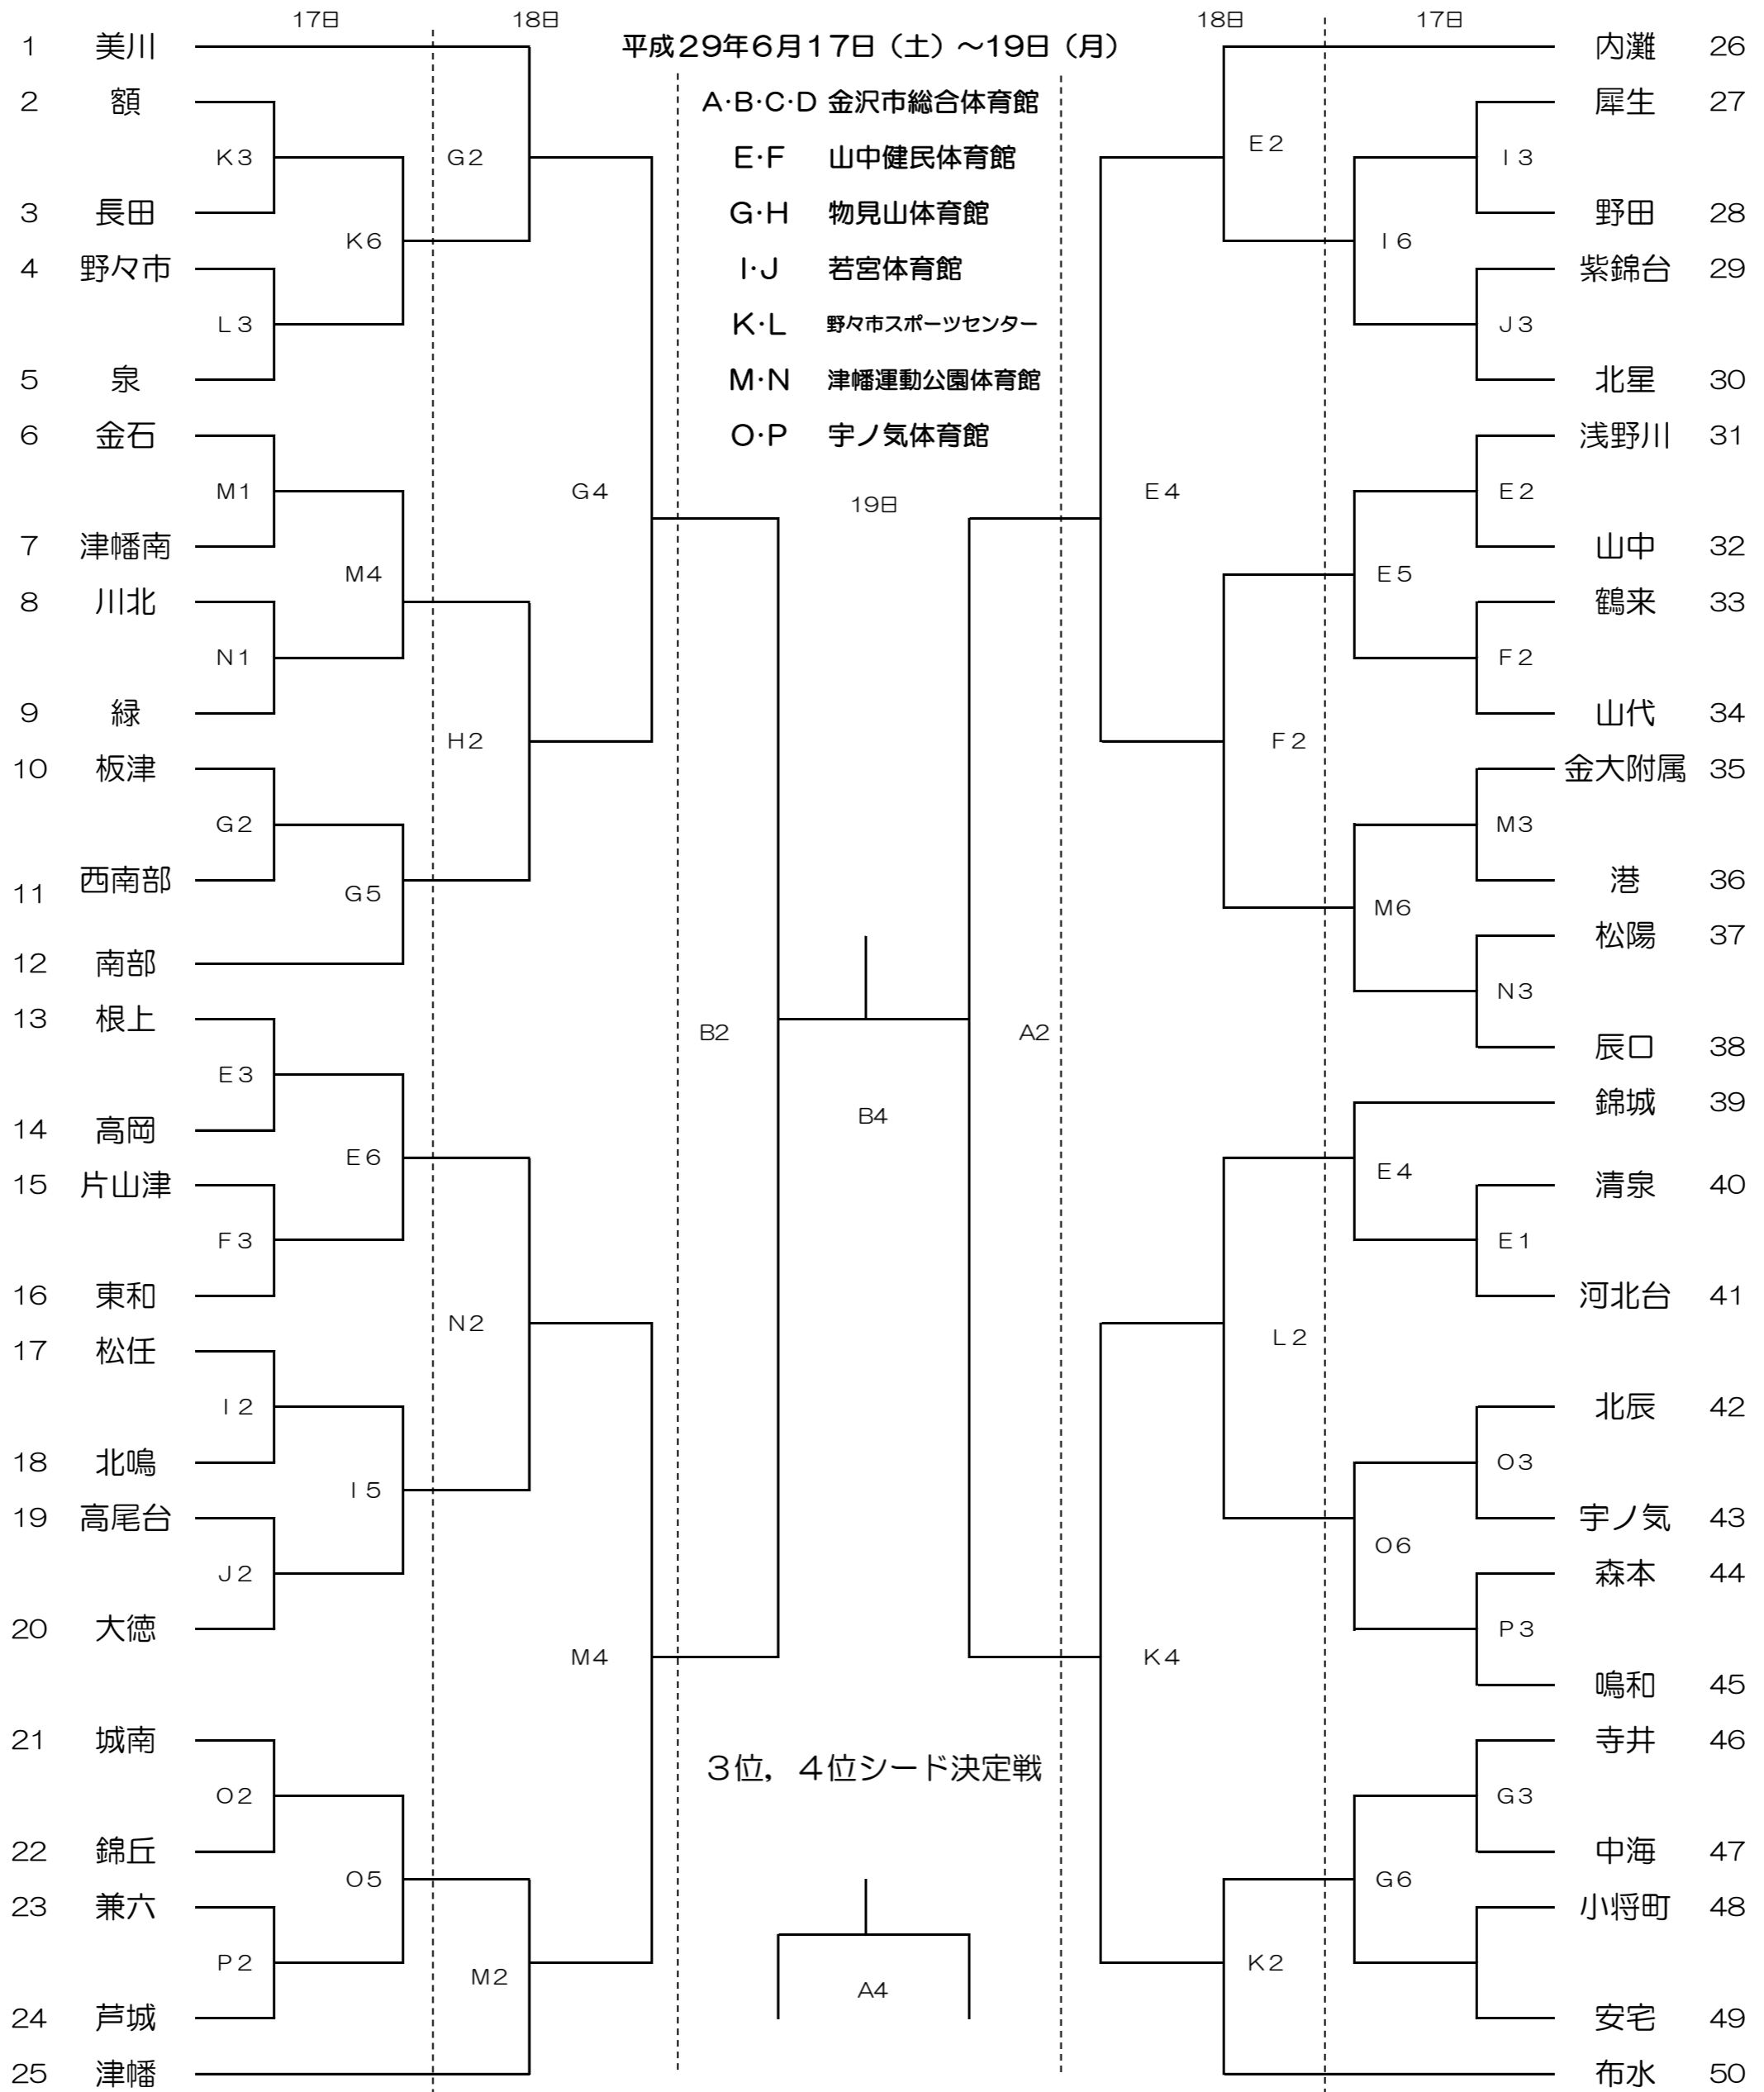 17日 18日 18日 17日
平成29年6月17日（土）～19日（月）
A・B・C・D 金沢市総合体育館
E・F 山中健民体育館
G・H 物見山体育館
I・J 若宮体育館
K・L 野々市スポーツセンター
M・N 津幡運動公園体育館
O・P 宇ノ気体育館
19日
1 美川
2 額
K3
G2
3 長田
K6
4 野々市
L3
5 泉
6 金石
M1
G4
7 津幡南
M4
8 川北
N1
9 緑
H2
10 板津
G2
11 西南部
G5
12 南部
13 根上
B2
E3
14 高岡
E6
15 片山津
F3
16 東和
N2
17 松任
I2
18 北鳴
I5
19 高尾台
J2
20 大徳
M4
21 城南
O2
22 錦丘
O5
23 兼六
P2
M2
24 芦城
25 津幡
B4
3位，4位シード決定戦
A4
内灘 26
犀生 27
E2
I3
野田 28
I6
紫錦台 29
J3
北星 30
浅野川 31
E4
E2
山中 32
E5
鶴来 33
F2
山代 34
F2
金大附属 35
M3
港 36
M6
松陽 37
N3
A2
辰口 38
錦城 39
E4
清泉 40
E1
河北台 41
L2
北辰 42
O3
宇ノ気 43
O6
森本 44
P3
K4
鳴和 45
寺井 46
G3
中海 47
G6
小将町 48
K2
安宅 49
布水 50